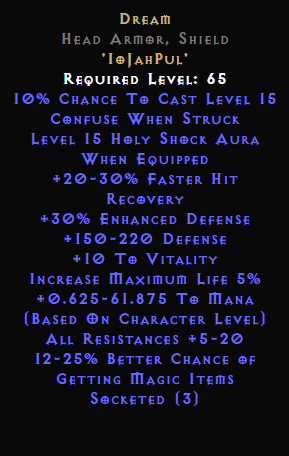 Dream
Head Armor, Shield
'IoJahPul'
Required Level: 65
10% Chance To Cast Level 15
Confuse When Struck
Level 15 Holy Shock Aura
When Equipped
+20-30% Faster Hit
Recovery
+30% Enhanced Defense
+150-220 Defense
+10 To Vitality
Increase Maximum Life 5%
+0.625-61.875 To Mana
(Based On Character Level)
All Resistances +5-20
12-25% Better Chance of
Getting Magic Items
Socketed (3)